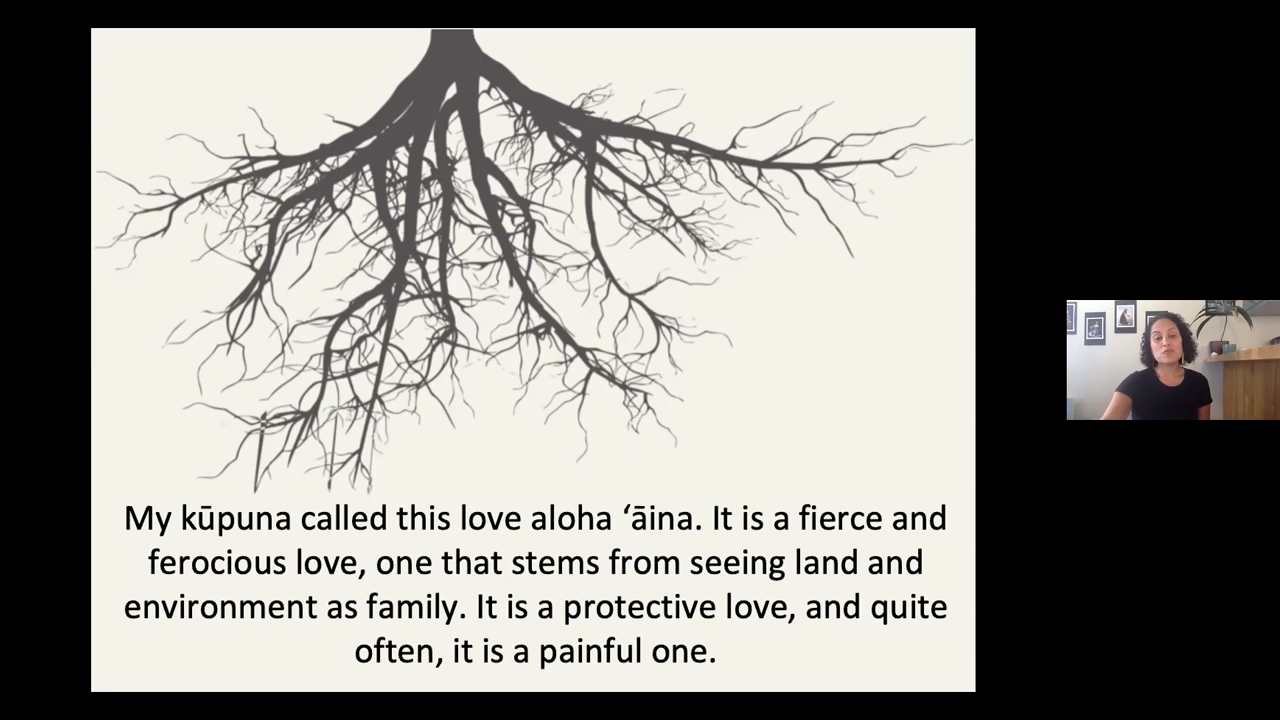 My kūpuna called this love aloha ‘āina. It is a fierce and
ferocious love, one that stems from seeing land and
environment as family. It is a protective love, and quite
often, it is a painful one.